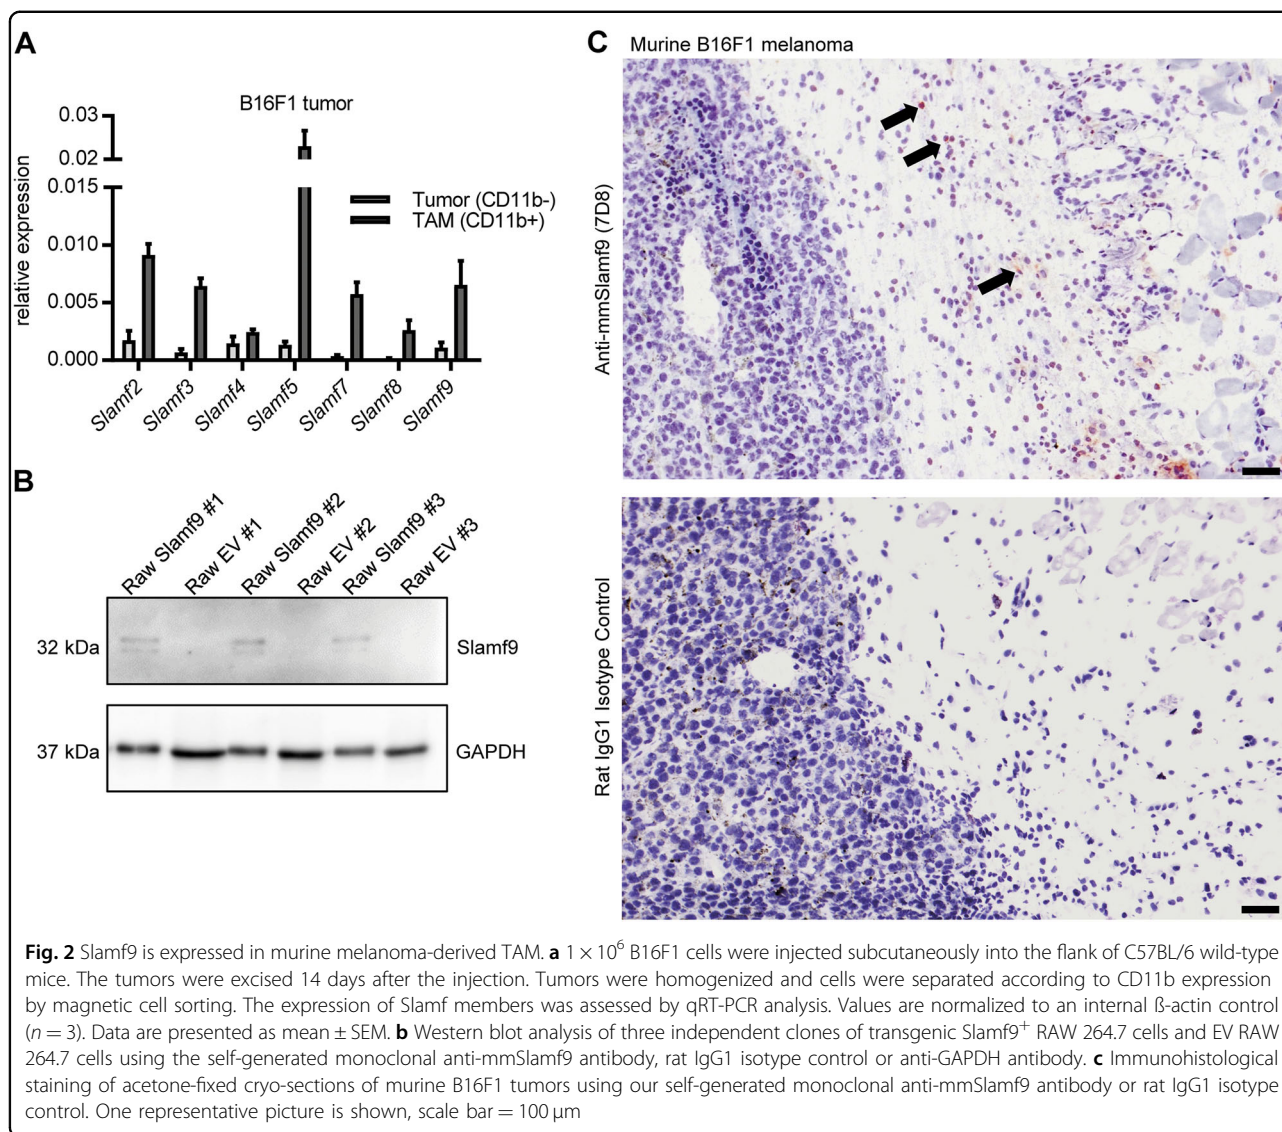 A
B16F1 tumor
0.03
0.02
0.015
0.010
0.005
0.000
relative expression
Tumor (CD11b-)
TAM (CD11b+)
Slamf2
Slamf3
Slamf4
Slamf5
Slamf7
Slamf8
Slamf9
B
Raw Slamf9 #1
Raw EV #1
Raw Slamf9 #2
Raw EV #2
Raw Slamf9 #3
Raw EV #3
32 kDa
Slamf9
37 kDa
GAPDH
C
Murine B16F1 melanoma
Anti-mmSlamf9 (7D8)
Rat IgG1 Isotype Control
Fig. 2 Slamf9 is expressed in murine melanoma-derived TAM. a 1 × 10⁶ B16F1 cells were injected subcutaneously into the flank of C57BL/6 wild-type
mice. The tumors were excised 14 days after the injection. Tumors were homogenized and cells were separated according to CD11b expression
by magnetic cell sorting. The expression of Slamf members was assessed by qRT-PCR analysis. Values are normalized to an internal ß-actin control
(n = 3). Data are presented as mean ± SEM. b Western blot analysis of three independent clones of transgenic Slamf9⁺ RAW 264.7 cells and EV RAW
264.7 cells using the self-generated monoclonal anti-mmSlamf9 antibody, rat IgG1 isotype control or anti-GAPDH antibody. c Immunohistological
staining of acetone-fixed cryo-sections of murine B16F1 tumors using our self-generated monoclonal anti-mmSlamf9 antibody or rat IgG1 isotype
control. One representative picture is shown, scale bar = 100 µm